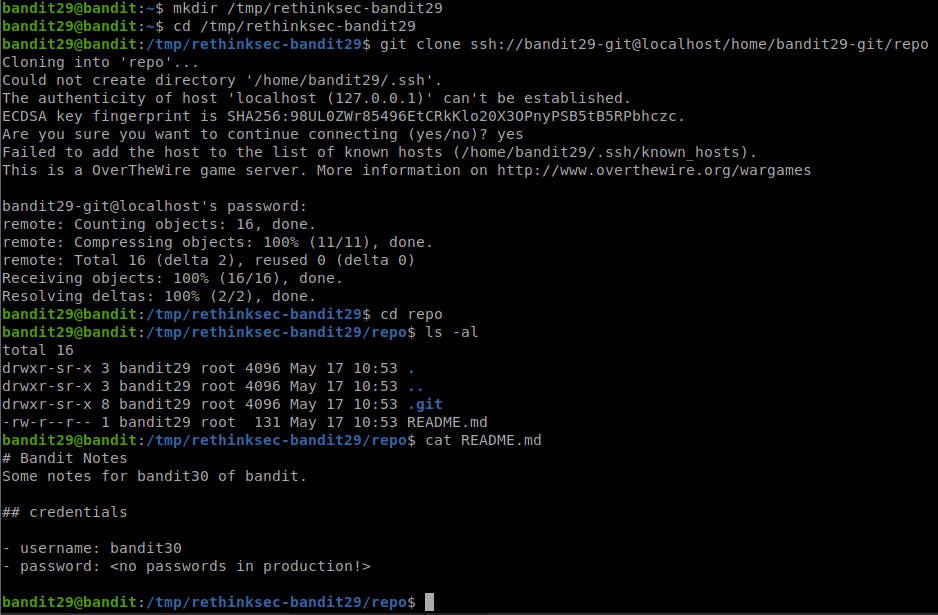 bandit29@bandit:~$ mkdir /tmp/rethinksec-bandit29
bandit29@bandit:~$ cd /tmp/rethinksec-bandit29
bandit29@bandit:/tmp/rethinksec-bandit29$ git clone ssh://bandit29-git@localhost/home/bandit29-git/repo
Cloning into 'repo'...
Could not create directory '/home/bandit29/.ssh'.
The authenticity of host 'localhost (127.0.0.1)' can't be established.
ECDSA key fingerprint is SHA256:98UL0ZWr85496EtCRkKlo20X3OPnyPSB5tB5RPbhczc.
Are you sure you want to continue connecting (yes/no)? yes
Failed to add the host to the list of known hosts (/home/bandit29/.ssh/known_hosts).
This is a OverTheWire game server. More information on http://www.overthewire.org/wargames
bandit29-git@localhost's password:
remote: Counting objects: 16, done.
remote: Compressing objects: 100% (11/11), done.
remote: Total 16 (delta 2), reused 0 (delta 0)
Receiving objects: 100% (16/16), done.
Resolving deltas: 100% (2/2), done.
bandit29@bandit:/tmp/rethinksec-bandit29$ cd repo
bandit29@bandit:/tmp/rethinksec-bandit29/repo$ ls -al
total 16
drwxr-sr-x 3 bandit29 root 4096 May 17 10:53 .
drwxr-sr-x 3 bandit29 root 4096 May 17 10:53 ..
drwxr-sr-x 8 bandit29 root 4096 May 17 10:53 .git
-rw-r--r-- 1 bandit29 root  131 May 17 10:53 README.md
bandit29@bandit:/tmp/rethinksec-bandit29/repo$ cat README.md
# Bandit Notes
Some notes for bandit30 of bandit.
## credentials
- username: bandit30
- password: <no passwords in production!>
bandit29@bandit:/tmp/rethinksec-bandit29/repo$